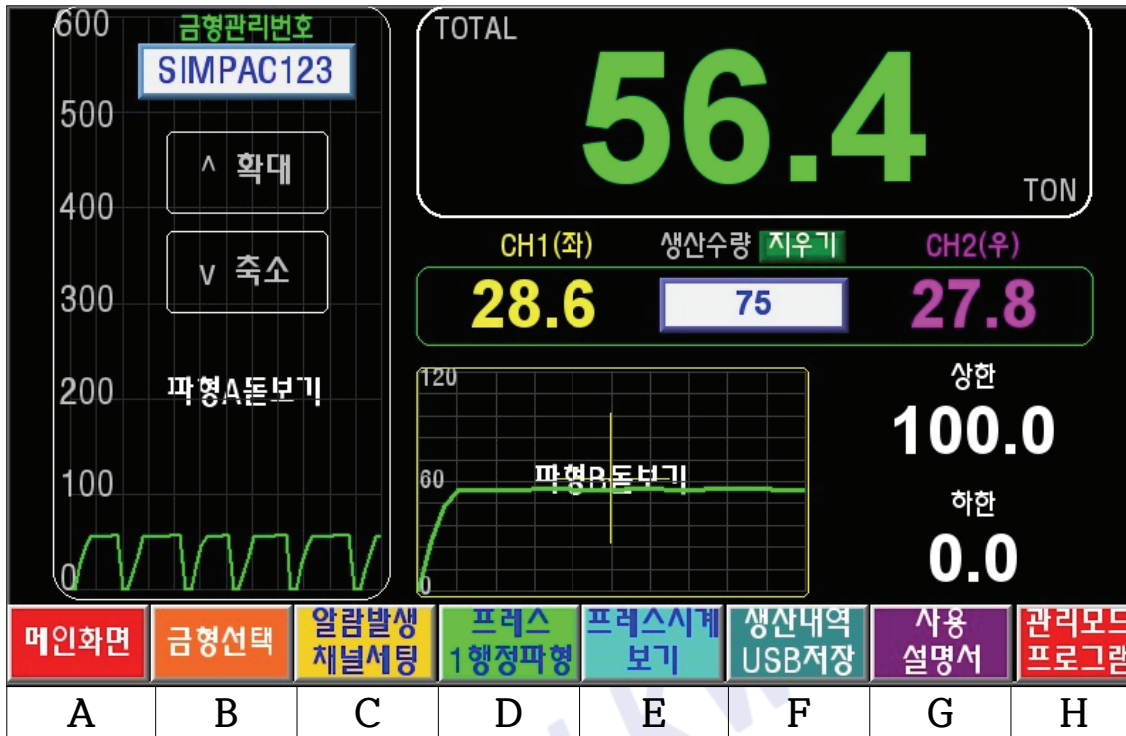 600
금형관리번호
SIMPAC123
500
^ 확대
400
v 축소
300
200
파형A돋보기
100
0
TOTAL
56.4
TON
CH1(좌)
생산수량 지우기
CH2(우)
28.6
75
27.8
120
60
파형B돋보기
0
상한
100.0
하한
0.0
메인화면
금형선택
알람발생
채널세팅
프레스
1행정파형
프레스시계
보기
생산내역
USB저장
사용
설명서
관리모드
프로그램
A B C D E F G H